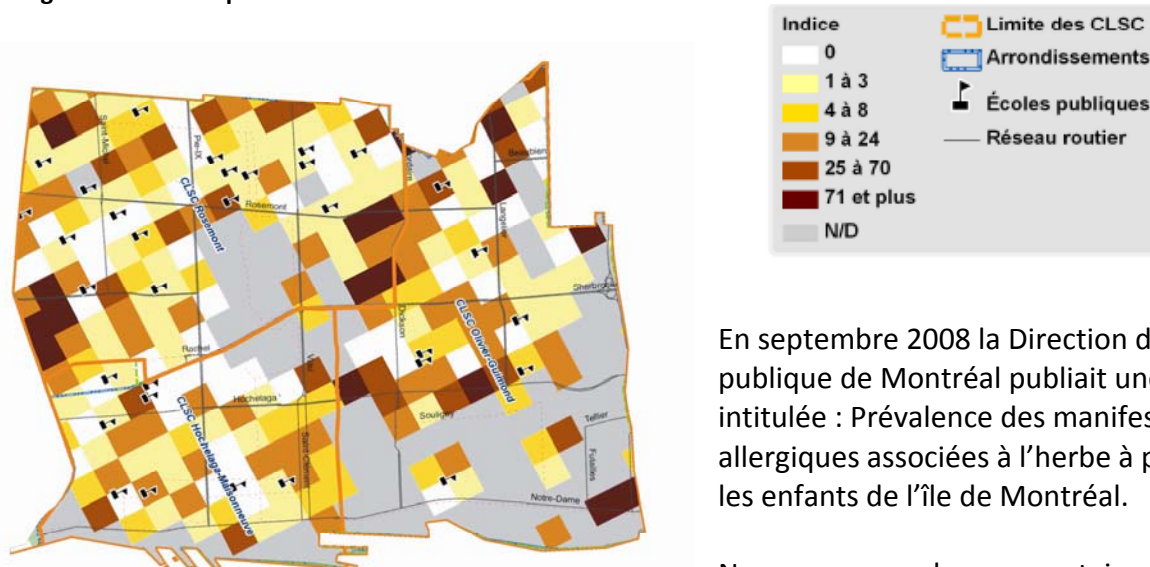 Indice
0
1 à 3
4 à 8
9 à 24
25 à 70
71 et plus
N/D
Limite des CLSC
Arrondissements
Écoles publiques
Réseau routier
Saint-Michel
Pie-IX
CLSC Rosemont
Rosemont
Beaubien
Langelier
Sherbrooke
Rachel
Viau
Dickson
CLSC Olivier-Guimond
Hochelaga
CLSC Hochelaga-Maisonneuve
Saint-Clément
Souligny
Tellier
Futailles
Notre-Dame
En septembre 2008 la Direction d
publique de Montréal publiait un
intitulée : Prévalence des manifes
allergiques associées à l’herbe à p
les enfants de l’île de Montréal.